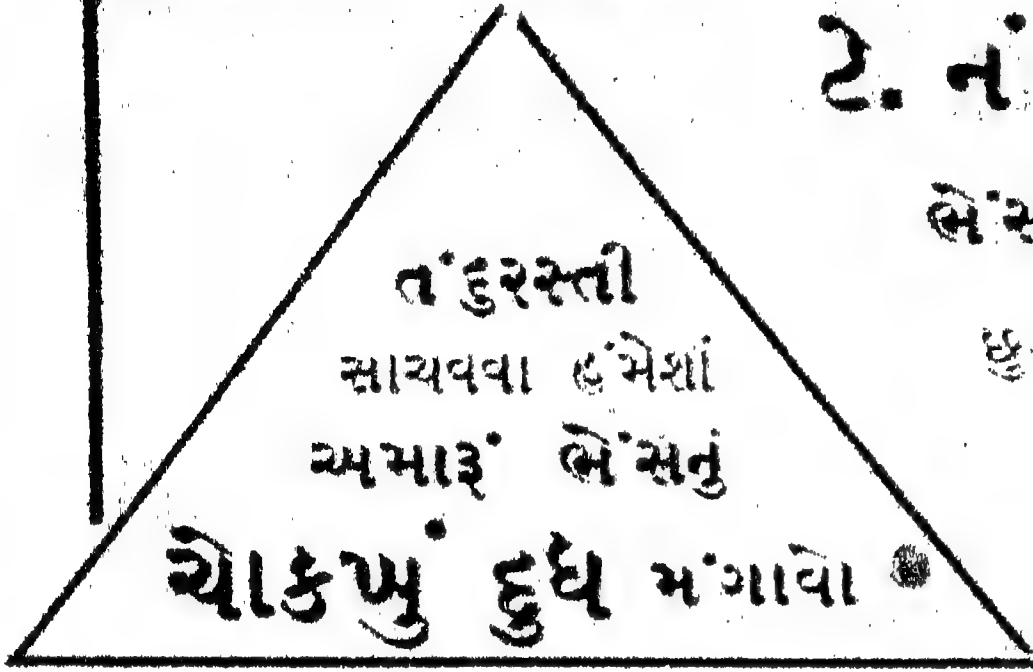 ટે. નં
તંદુરસ્તી
સાચવવા હંમેશાં
અમારૂં ભેંસનું
ચોકખું દુધ મંગાવો